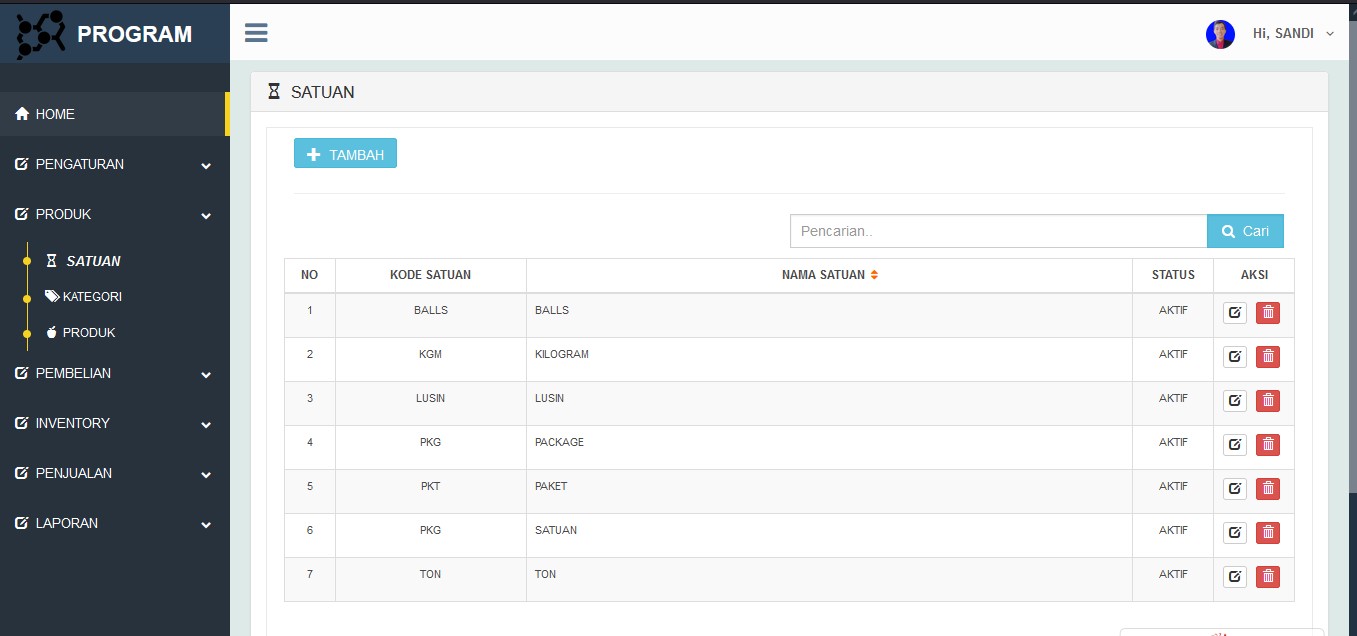 PROGRAM
Hi, SANDI
HOME
PENGATURAN
PRODUK
SATUAN
KATEGORI
PRODUK
PEMBELIAN
INVENTORY
PENJUALAN
LAPORAN
SATUAN
TAMBAH
Pencarian.. Cari
NO KODE SATUAN NAMA SATUAN STATUS AKSI
1 BALLS BALLS AKTIF
2 KGM KILOGRAM AKTIF
3 LUSIN LUSIN AKTIF
4 PKG PACKAGE AKTIF
5 PKT PAKET AKTIF
6 PKG SATUAN AKTIF
7 TON TON AKTIF